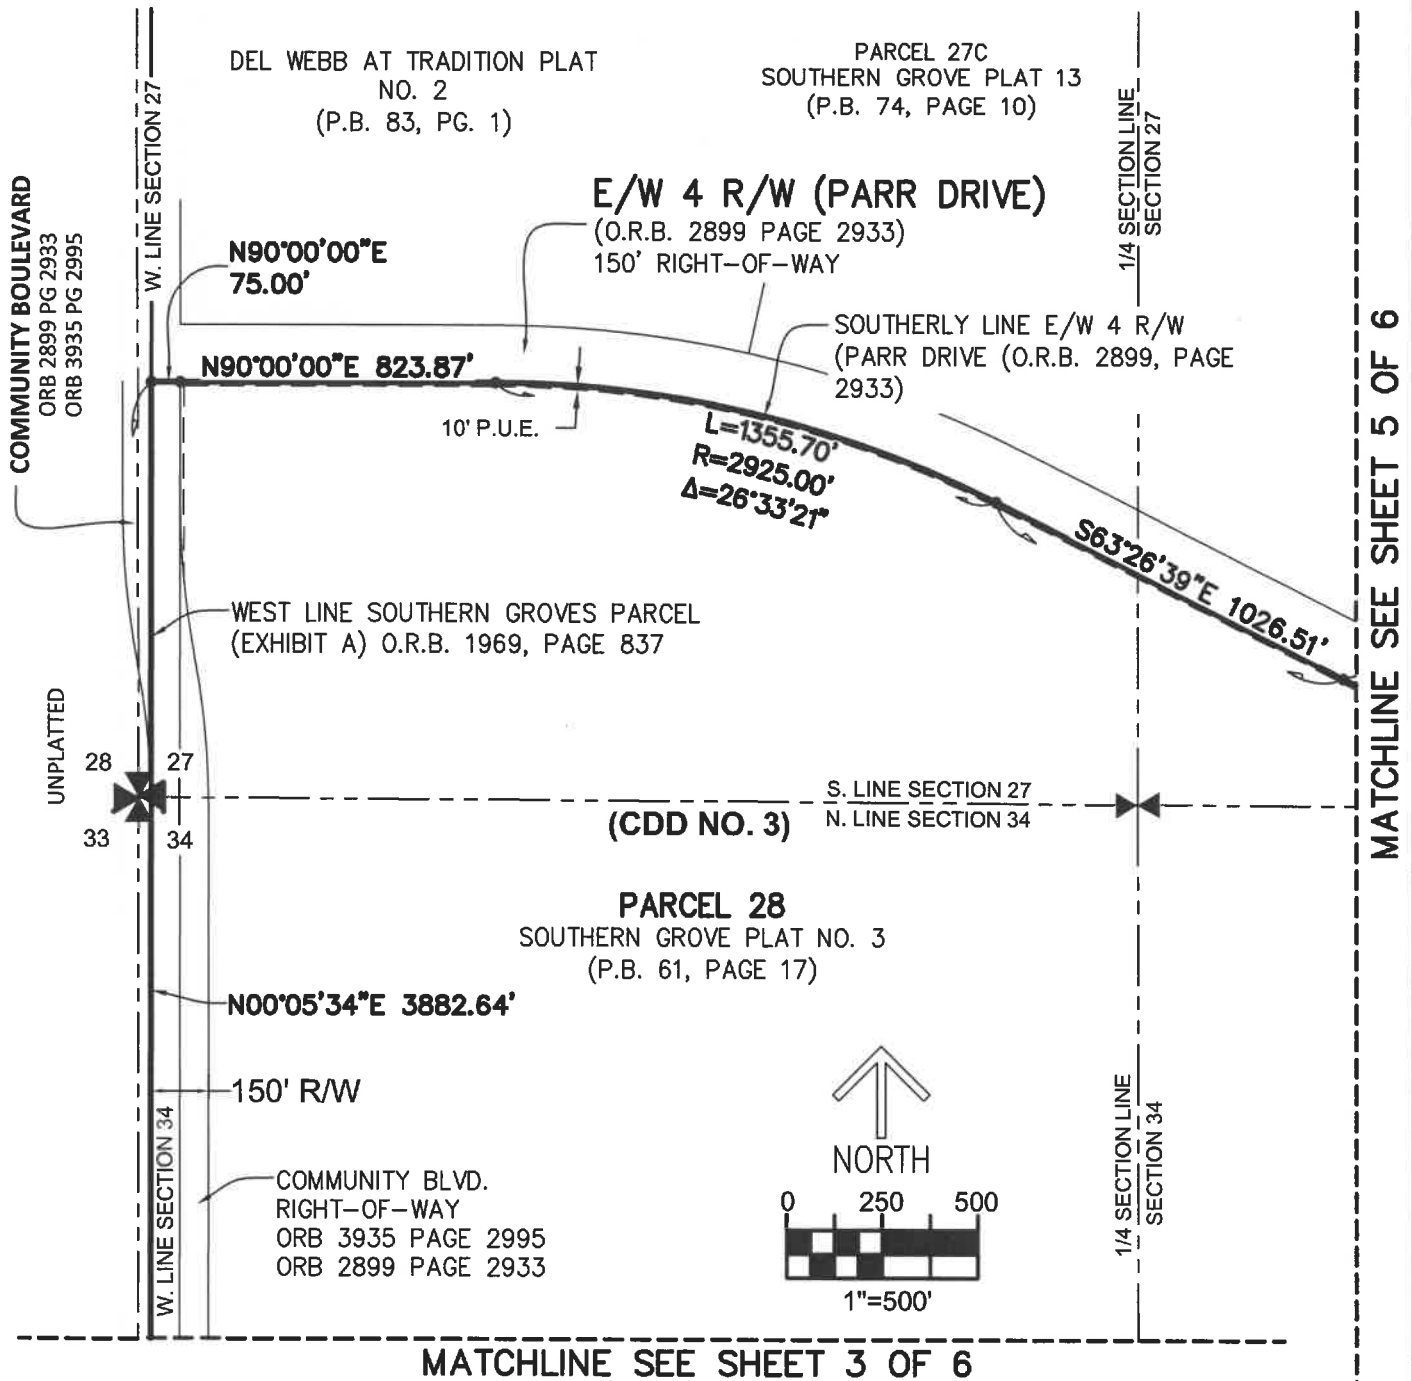 DEL WEBB AT TRADITION PLAT
NO. 2
(P.B. 83, PG. 1)
PARCEL 27C
SOUTHERN GROVE PLAT 13
(P.B. 74, PAGE 10)
W. LINE SECTION 27
1/4 SECTION LINE
SECTION 27
COMMUNITY BOULEVARD
ORB 2899 PG 2933
ORB 3935 PG 2995
E/W 4 R/W (PARR DRIVE)
(O.R.B. 2899 PAGE 2933)
150' RIGHT-OF-WAY
N90°00'00"E
75.00'
SOUTHERLY LINE E/W 4 R/W
(PARR DRIVE (O.R.B. 2899, PAGE
2933)
N90°00'00"E 823.87'
10' P.U.E.
L=1355.70'
R=2925.00'
Δ=26°33'21"
S63°26'39"E 1026.51'
MATCHLINE SEE SHEET 5 OF 6
WEST LINE SOUTHERN GROVES PARCEL
(EXHIBIT A) O.R.B. 1969, PAGE 837
UNPLATTED
28
27
33
34
S. LINE SECTION 27
N. LINE SECTION 34
(CDD NO. 3)
PARCEL 28
SOUTHERN GROVE PLAT NO. 3
(P.B. 61, PAGE 17)
N00°05'34"E 3882.64'
150' R/W
W. LINE SECTION 34
COMMUNITY BLVD.
RIGHT-OF-WAY
ORB 3935 PAGE 2995
ORB 2899 PAGE 2933
NORTH
0 250 500
1"=500'
1/4 SECTION LINE
SECTION 34
MATCHLINE SEE SHEET 3 OF 6